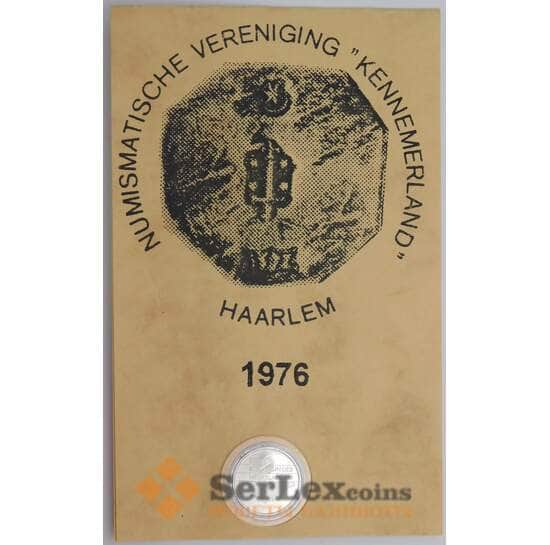 NUMISMATISCHE VERENIGING "KENNEMERLAND"
HAARLEM
1976
SerLexcoins